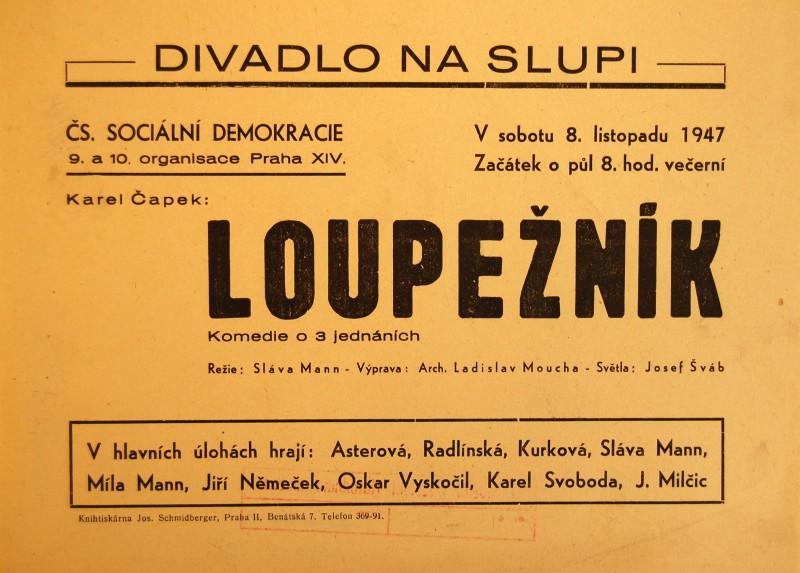 DIVADLO NA SLUPI
ČS. SOCIÁLNÍ DEMOKRACIE
9. a 10. organisace Praha XIV.
V sobotu 8. listopadu 1947
Začátek o půl 8. hod. večerní
Karel Čapek:
LOUPEŽNÍK
Komedie o 3 jednáních
Režie: Sláva Mann - Výprava: Arch. Ladislav Moucha - Světla: Josef Šváb
V hlavních úlohách hrají: Asterová, Radlínská, Kurková, Sláva Mann,
Míla Mann, Jiří Němeček, Oskar Vyskočil, Karel Svoboda, J. Milčic
Knihtiskárna Jos. Schmidberger, Praha II, Benátská 7. Telefon 369-91.